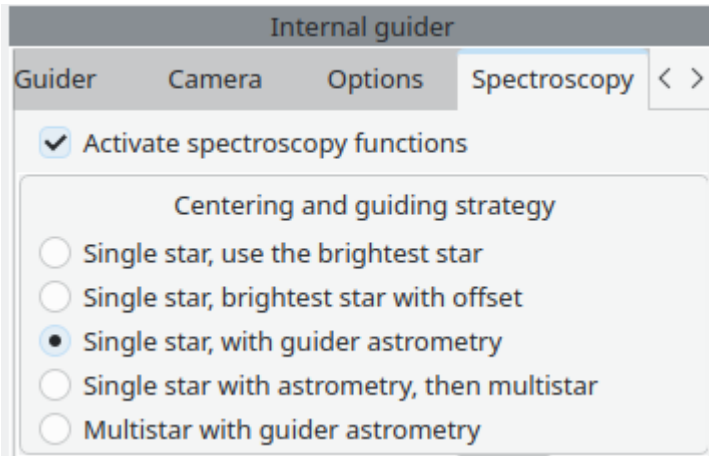 Internal guider
Guider Camera Options Spectroscopy < >
Activate spectroscopy functions
Centering and guiding strategy
Single star, use the brightest star
Single star, brightest star with offset
Single star, with guider astrometry
Single star with astrometry, then multistar
Multistar with guider astrometry